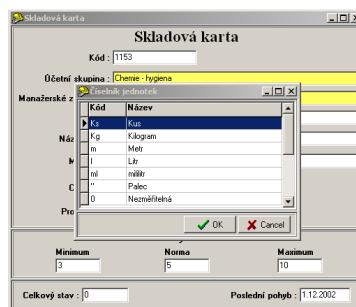 Skladová karta
Skladová karta
Kód : 1153
Účetní skupina : Chemie - hygiena
Manažerské z
Číselník jednotek
Kód Název
Ks Kus
Kg Kilogram
m Metr
l Litr
ml mililitr
" Palec
0 Nezměřitelná
Náz
M
C
Pro
OK Cancel
Minimum Norma Maximum
3 5 10
Celkový stav : 0 Poslední pohyb : 1.12.2002